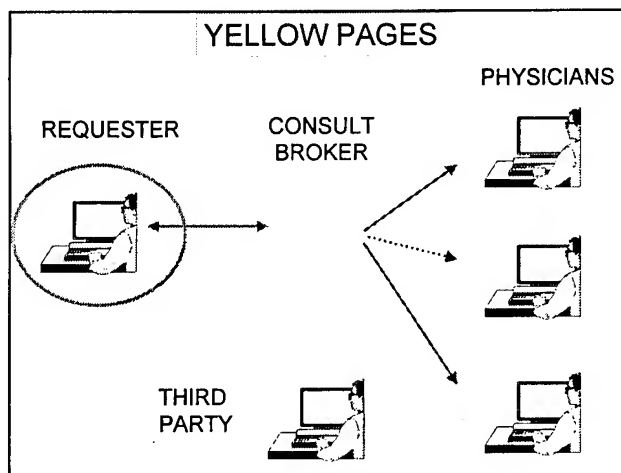 YELLOW PAGES
PHYSICIANS
REQUESTER
CONSULT
BROKER
THIRD
PARTY